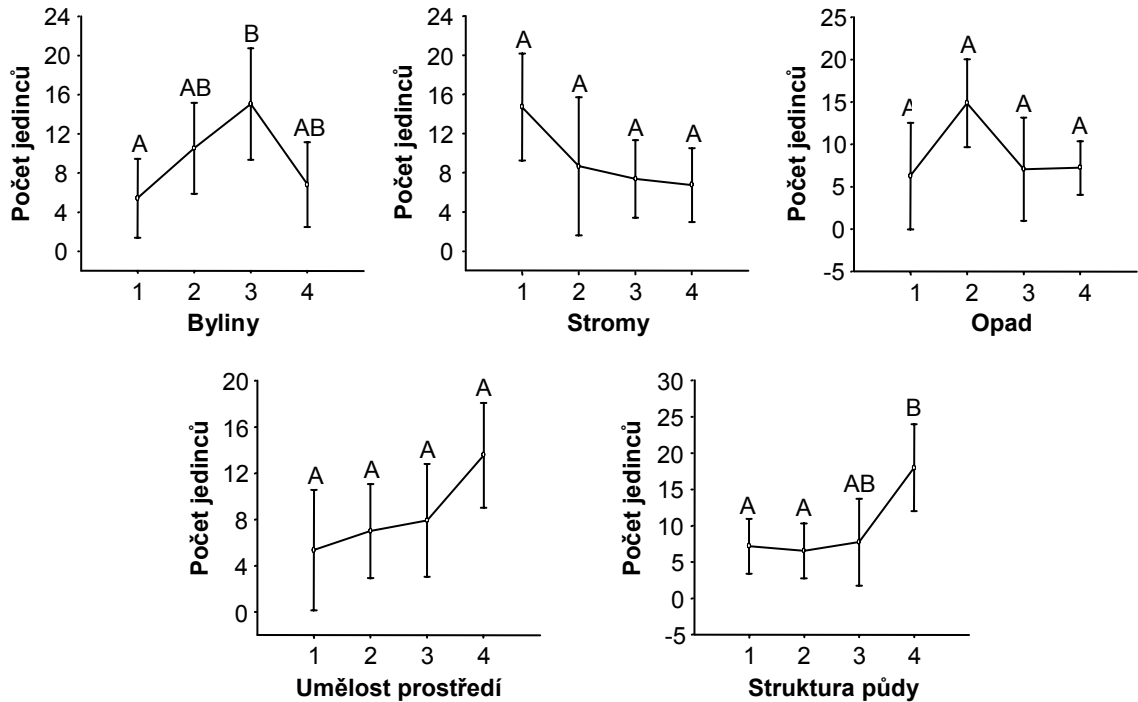 24
20
16
12
8
4
0
Počet jedinců
A
AB
B
AB
1 2 3 4
Byliny
24
20
16
12
8
4
0
Počet jedinců
A
A
A
A
1 2 3 4
Stromy
25
20
15
10
5
0
-5
Počet jedinců
A
A
A
A
1 2 3 4
Opad
20
16
12
8
4
0
Počet jedinců
A
A
A
A
1 2 3 4
Umělost prostředí
30
25
20
15
10
5
0
-5
Počet jedinců
A
A
AB
B
1 2 3 4
Struktura půdy